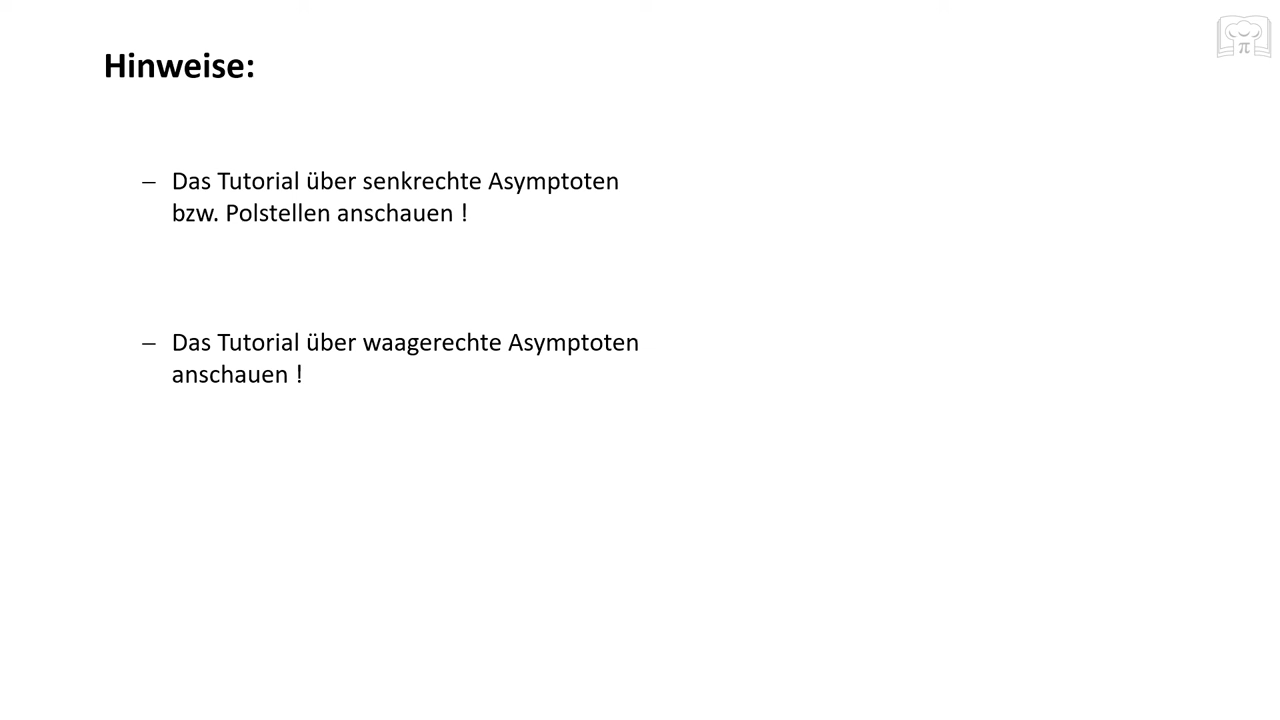 Hinweise:
– Das Tutorial über senkrechte Asymptoten
bzw. Polstellen anschauen !
– Das Tutorial über waagerechte Asymptoten
anschauen !
π